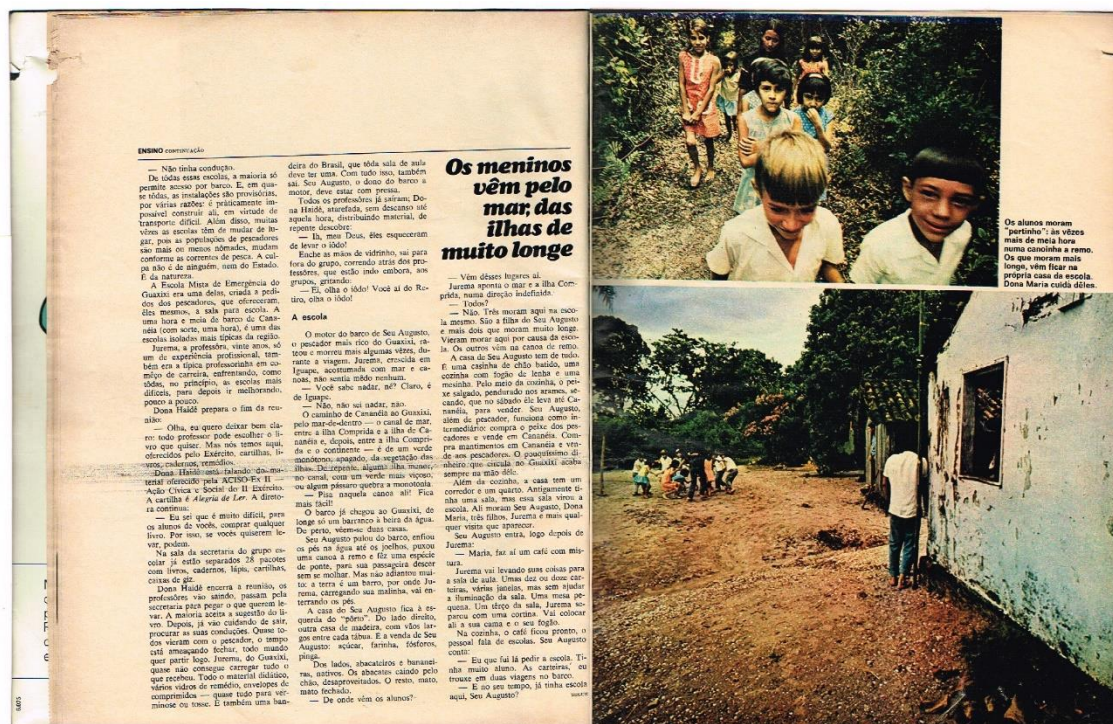 ENSINO CONTINUAÇÃO
— Não tinha condução.
De tôdas essas escolas, a maioria só
permite acesso por barco. E, em qua-
se tôdas, as instalações são provisórias,
por várias razões: é pràticamente im-
possível construir ali, em virtude de
transporte difícil. Além disso, muitas
vêzes as escolas têm de mudar de lu-
gar, pois as populações de pescadores
são mais ou menos nômades, mudam
conforme as correntes de pesca. A cul-
pa não é de ninguém, nem do Estado.
É da natureza.
A Escola Mista de Emergência do
Guaxixi era uma delas, criada a pedi-
dos dos pescadores, que ofereceram,
êles mesmos, a sala para escola. A
uma hora e meia de barco de Cana-
néia (com sorte, uma hora), é uma das
escolas isoladas mais típicas da região.
Jurema, a professôra, vinte anos, só
um de experiência profissional, tam-
bém era a típica professorinha em co-
mêço de carreira, enfrentando, como
tôdas, no princípio, as escolas mais
difíceis, para depois ir melhorando,
pouco a pouco.
Dona Haidê prepara o fim da reu-
nião:
— Olha, eu quero deixar bem cla-
ro: todo professor pode escolher o li-
vro que quiser. Mas nós temos aqui,
oferecidos pelo Exército, cartilhas, li-
vros, cadernos, remédios.
Dona Haidê está falando do ma-
terial oferecido pela ACISO-Ex II —
Ação Cívica e Social do II Exército.
A cartilha é Alegria de Ler. A direto-
ra continua:
— Eu sei que é muito difícil, para
os alunos de vocês, comprar qualquer
livro. Por isso, se vocês quiserem le-
var, podem.
Na sala da secretaria do grupo es-
colar já estão separados 28 pacotes
com livros, cadernos, lápis, cartilhas,
caixas de giz.
Dona Haidê encerra a reunião, os
professôres vão saindo, passam pela
secretaria para pegar o que querem le-
var. A maioria aceita a sugestão do li-
vro. Depois, já vão cuidando de sair,
procurar as suas conduções. Quase to-
dos vieram com o pescador, o tempo
está ameaçando fechar, todo mundo
quer partir logo. Jurema, do Guaxixi,
quase não consegue carregar tudo o
que recebeu. Todo o material didático,
vários vidros de remédio, envelopes de
comprimidos — quase tudo para ver-
minose ou tosse. E também uma ban-
deira do Brasil, que tôda sala de aula
deve ter uma. Com tudo isso, também
sai. Seu Augusto, o dono do barco a
motor, deve estar com pressa.
Todos os professôres já saíram; Do-
na Haidê, atarefada, sem descanso até
aquela hora, distribuindo material, de
repente descobre:
— Ih, meu Deus, êles esqueceram
de levar o iôdo!
Enche as mãos de vidrinho, vai para
fora do grupo, correndo atrás dos pro-
fessôres, que estão indo embora, aos
grupos, gritando:
— Ei, olha o iôdo! Você aí do Re-
tiro, olha o iôdo!
A escola
O motor do barco de Seu Augusto,
o pescador mais rico do Guaxixi, ra-
teou e morreu mais algumas vêzes, du-
rante a viagem. Jurema, crescida em
Iguape, acostumada com mar e ca-
noas, não sentia mêdo nenhum.
— Você sabe nadar, né? Claro, é
de Iguape.
— Não, não sei nadar, não.
O caminho de Cananéia ao Guaxixi,
pelo mar-de-dentro — o canal de mar,
entre a ilha Comprida e a ilha de Ca-
nanéia e, depois, entre a ilha Compri-
da e o continente — é de um verde
monótono, apagado, da vegetação das
ilhas. De repente, alguma ilha menor,
no canal, com um verde mais viçoso,
ou algum pássaro quebra a monotonia.
— Pisa naquela canoa ali! Fica
mais fácil!
O barco já chegou ao Guaxixi, de
longe só um barranco à beira da água.
De perto, vêem-se duas casas.
Seu Augusto pulou do barco, enfiou
os pés na água até os joelhos, puxou
uma canoa a remo e fêz uma espécie
de ponte, para sua passageira descer
sem se molhar. Mas não adiantou mui-
to: a terra é um barro, por onde Ju-
rema, carregando sua malinha, vai en-
terrando os pés.
A casa do Seu Augusto fica à es-
querda do "pôrto". Do lado direito,
outra casa de madeira, com vãos lar-
gos entre cada tábua. É a venda de Seu
Augusto: açúcar, farinha, fósforos,
pinga.
Dos lados, abacateiros e bananei-
ras, nativos. Os abacates caindo pelo
chão, desaproveitados. O resto, mato,
mato fechado.
— De onde vêm os alunos?
Os meninos
vêm pelo
mar, das
ilhas de
muito longe
— Vêm dêsses lugares aí.
Jurema aponta o mar e a ilha Com-
prida, numa direção indefinida.
— Todos?
— Não. Três moram aqui na esco-
la mesmo. São a filha do Seu Augusto
e mais dois que moram muito longe.
Vieram morar aqui por causa da esco-
la. Os outros vêm na canoa de remo.
A casa de Seu Augusto tem de tudo.
É uma casinha de chão batido, uma
cozinha com fogão de lenha e uma
mesinha. Pelo meio da cozinha, o pei-
xe salgado, pendurado nos arames, se-
cando, que no sábado êle leva até Ca-
nanéia, para vender. Seu Augusto,
além de pescador, funciona como in-
termediário: compra o peixe dos pes-
cadores e vende em Cananéia. Com-
pra mantimentos em Cananéia e ven-
de aos pescadores. O pouquíssimo di-
nheiro que circula no Guaxixi acaba
sempre na mão dêle.
Além da cozinha, a casa tem um
corredor e um quarto. Antigamente ti-
nha uma sala, mas essa sala virou a
escola. Ali moram Seu Augusto, Dona
Maria, três filhos, Jurema e mais qual-
quer visita que aparecer.
Seu Augusto entra, logo depois de
Jurema:
— Maria, faz aí um café com mis-
tura.
Jurema vai levando suas coisas para
a sala de aula. Umas dez ou doze car-
teiras, várias janelas, mas sem ajudar
a iluminação da sala. Uma mesa pe-
quena. Um têrço da sala, Jurema se-
parou com uma cortina. Vai colocar
ali a sua cama e o seu fogão.
Na cozinha, o café ficou pronto, o
pessoal fala de escolas. Seu Augusto
conta:
— Eu que fui lá pedir a escola. Ti-
nha muito aluno. As carteiras, eu
trouxe em duas viagens no barco.
— E no seu tempo, já tinha escola
aqui, Seu Augusto?
Os alunos moram
"pertinho": às vêzes
mais de meia hora
numa canoinha a remo.
Os que moram mais
longe, vêm ficar na
própria casa da escola.
Dona Maria cuida dêles.